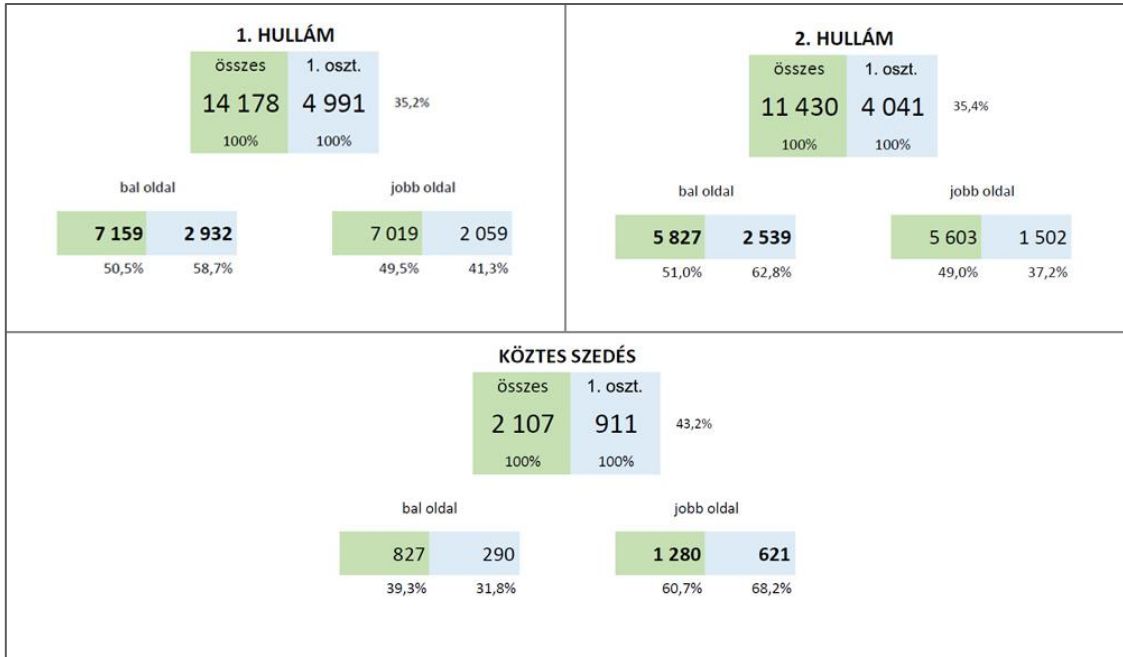 1. HULLÁM
összes 1. oszt.
14 178 4 991 35,2%
100% 100%
bal oldal jobb oldal
7 159 2 932 7 019 2 059
50,5% 58,7% 49,5% 41,3%
2. HULLÁM
összes 1. oszt.
11 430 4 041 35,4%
100% 100%
bal oldal jobb oldal
5 827 2 539 5 603 1 502
51,0% 62,8% 49,0% 37,2%
KÖZTES SZEDÉS
összes 1. oszt.
2 107 911 43,2%
100% 100%
bal oldal jobb oldal
827 290 1 280 621
39,3% 31,8% 60,7% 68,2%